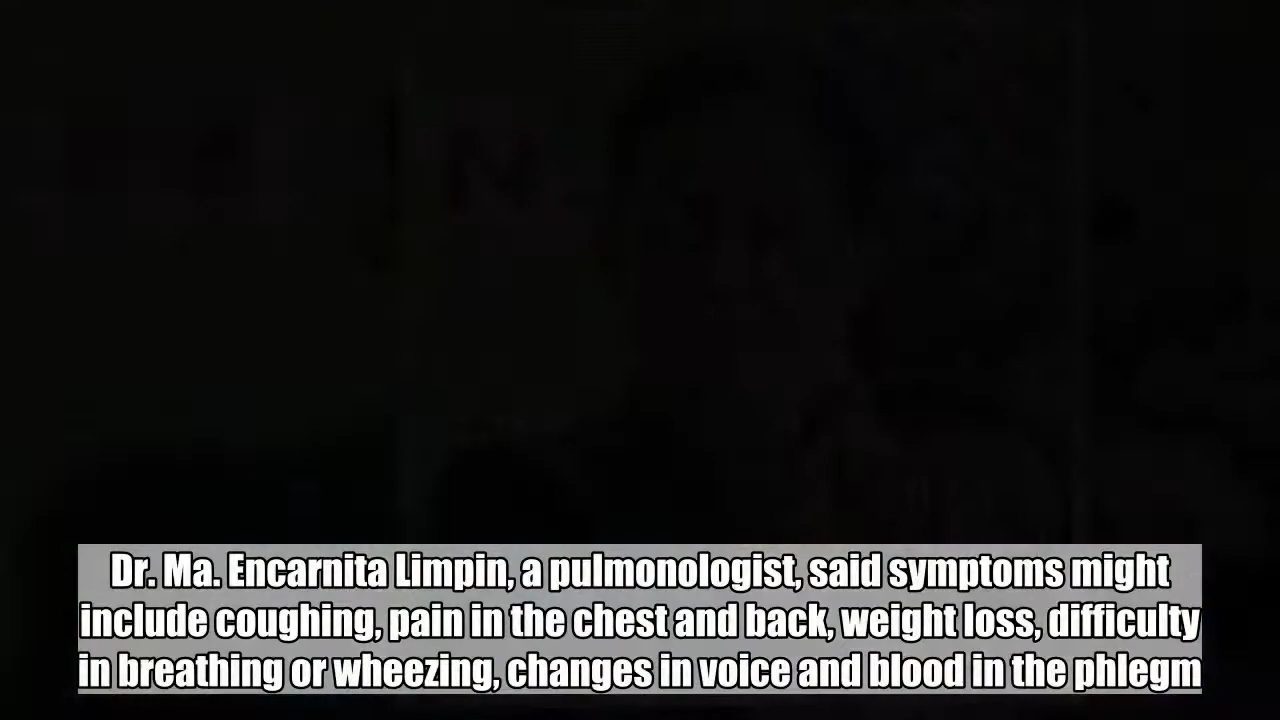 Dr. Ma. Encarnita Limpin, a pulmonologist, said symptoms might
include coughing, pain in the chest and back, weight loss, difficulty
in breathing or wheezing, changes in voice and blood in the phlegm